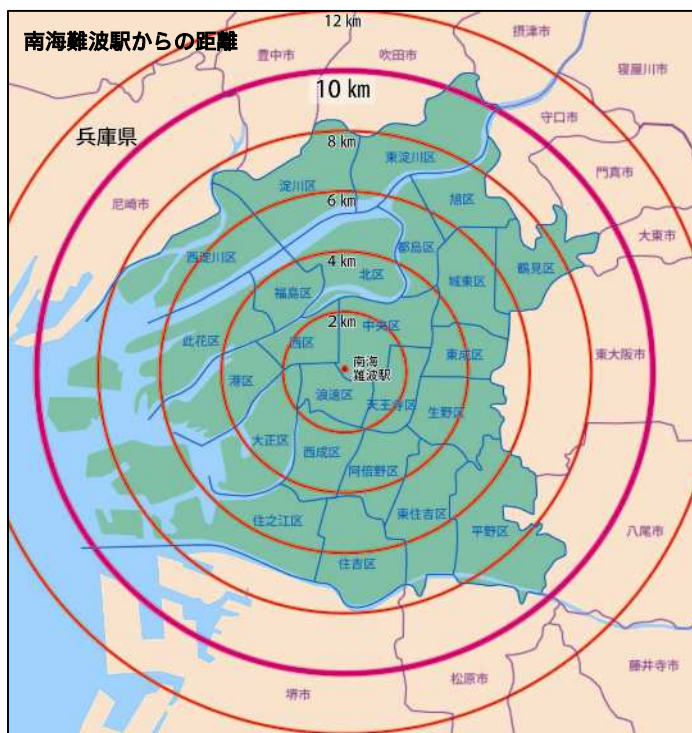 12 km
南海難波駅からの距離
摂津市
豊中市
吹田市
寝屋川市
10 km
守口市
兵庫県
8 km
東淀川区
門真市
淀川区
尼崎市
6 km
旭区
大東市
都島区
西淀川区
4 km
北区
鶴見区
城東区
福島区
2 km
中央区
此花区
西区
東成区
東大阪市
南海
難波駅
港区
浪速区
天王寺区
生野区
大正区
西成区
阿倍野区
住之江区
東住吉区
平野区
八尾市
住吉区
藤井寺市
松原市
堺市